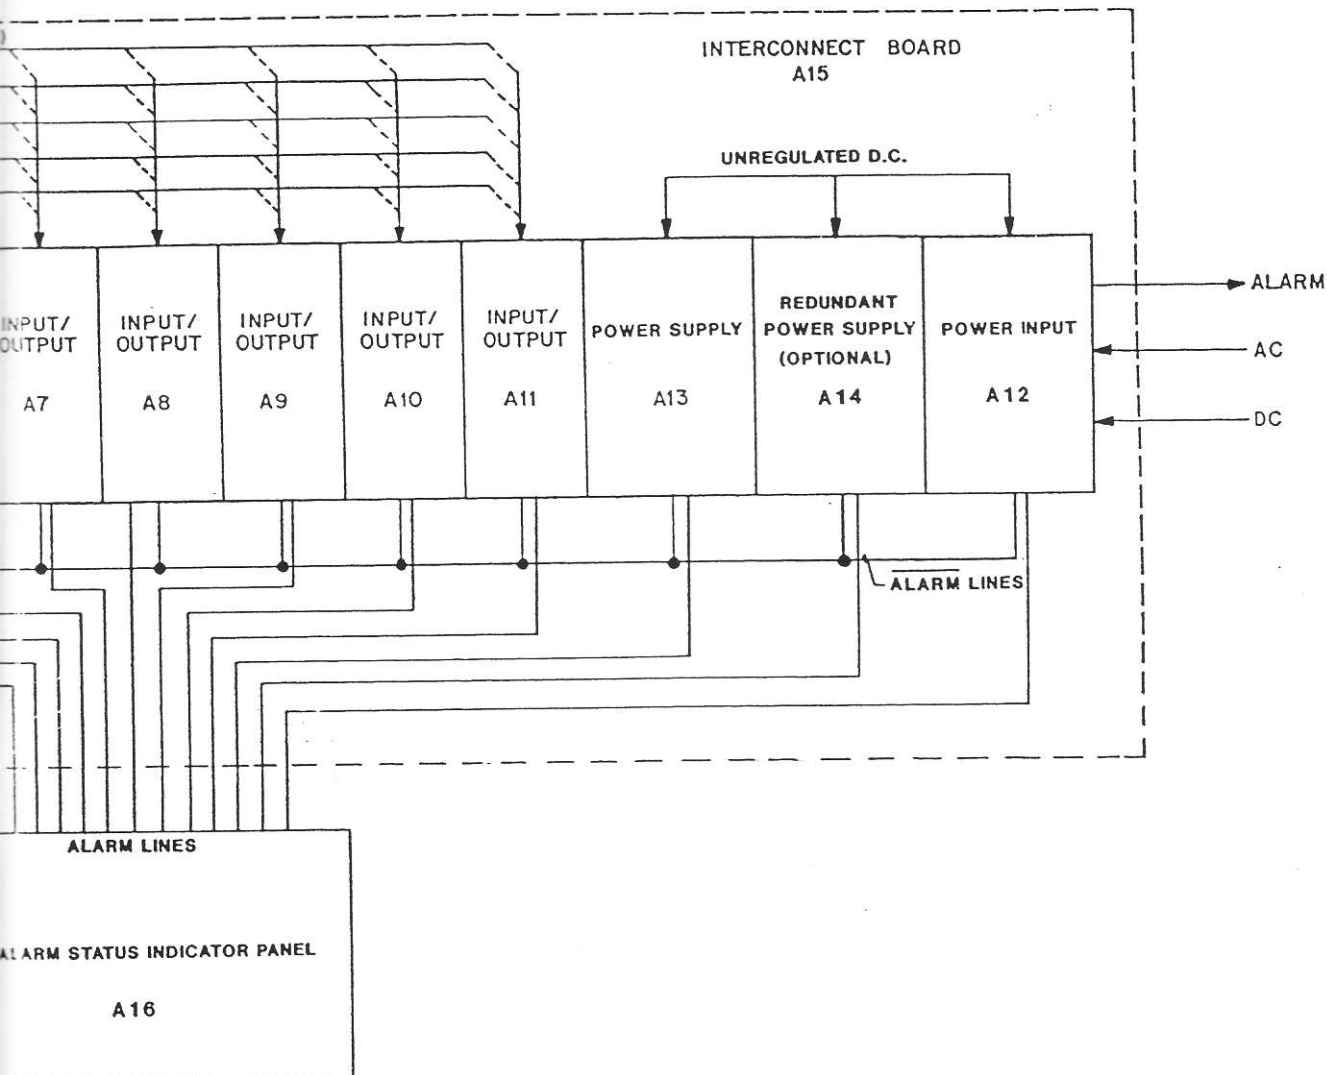 )
INTERCONNECT BOARD
A15
UNREGULATED D.C.
INPUT/
OUTPUT
A7
INPUT/
OUTPUT
A8
INPUT/
OUTPUT
A9
INPUT/
OUTPUT
A10
INPUT/
OUTPUT
A11
POWER SUPPLY
A13
REDUNDANT
POWER SUPPLY
(OPTIONAL)
A14
POWER INPUT
A12
ALARM
AC
DC
ALARM LINES
ALARM LINES
ALARM STATUS INDICATOR PANEL
A16